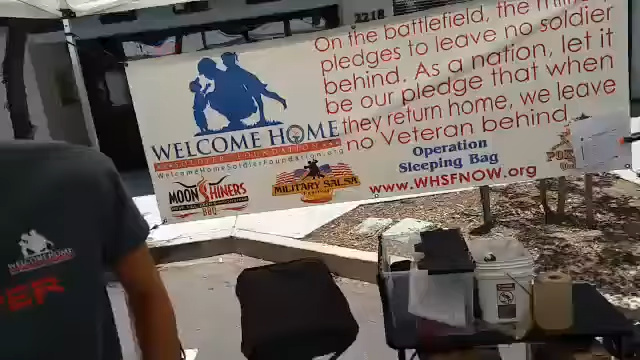 2218
On the battlefield, the
pledges to leave no soldier
behind. As a nation, let it
be our pledge that when
they return home, we leave
no Veteran behind
WELCOME HOME
SOLDIER FOUNDATION
WelcomeHomeSoldierFoundation.org
MOONSHINERS
BBQ
MILITARY SALSA
Operation
Sleeping Bag
www.WHSFNOW.org
WELCOME HOME